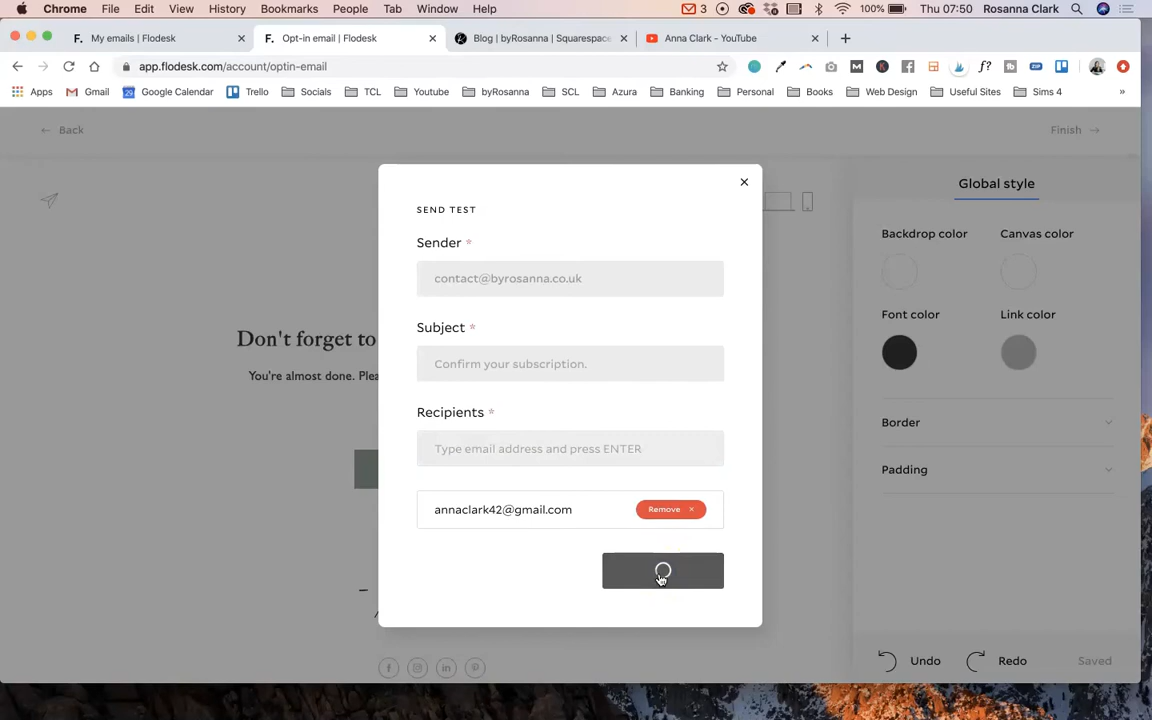 Chrome File Edit View History Bookmarks People Tab Window Help 3 100% Thu 07:50 Rosanna Clark
F. My emails | Flodesk F. Opt-in email | Flodesk Blog | byRosanna | Squarespace Anna Clark - YouTube
app.flodesk.com/account/optin-email
Apps Gmail Google Calendar Trello Socials TCL Youtube byRosanna SCL Azura Banking Personal Books Web Design Useful Sites Sims 4 »
← Back Finish →
SEND TEST
Sender *
contact@byrosanna.co.uk
Subject *
Confirm your subscription.
Recipients *
Type email address and press ENTER
annaclark42@gmail.com Remove ×
Don't forget to
You're almost done. Plea
Global style
Backdrop color Canvas color
Font color Link color
Border
Padding
Undo Redo Saved